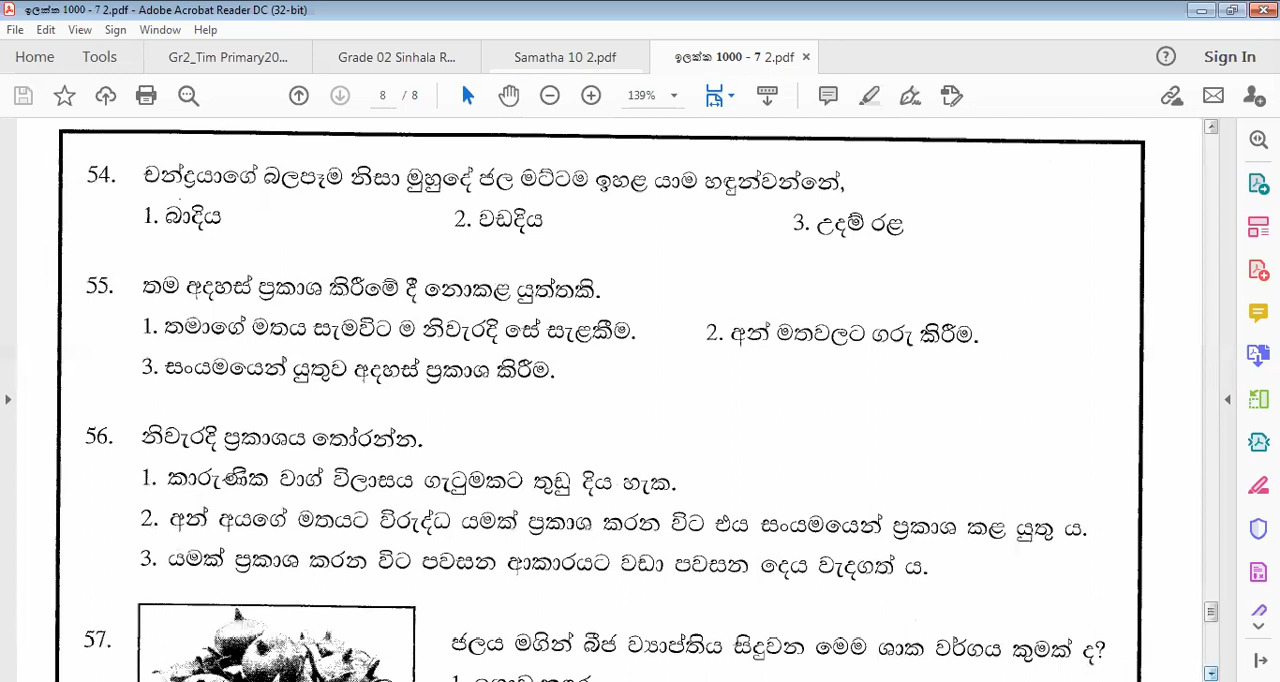 ඉලක්ක 1000 - 7 2.pdf - Adobe Acrobat Reader DC (32-bit)
File Edit View Sign Window Help
Home Tools Gr2_Tim Primary20... Grade 02 Sinhala R... Samatha 10 2.pdf ඉලක්ක 1000 - 7 2.pdf × Sign In
8 / 8 139%
54. චන්ද්‍රයාගේ බලපෑම නිසා මුහුදේ ජල මට්ටම ඉහළ යාම හඳුන්වන්නේ,
1. බාදිය 2. වඩදිය 3. උදම් රළ
55. තම අදහස් ප්‍රකාශ කිරීමේ දී නොකළ යුත්තකි.
1. තමාගේ මතය සැමවිට ම නිවැරදි සේ සැළකීම. 2. අන් මතවලට ගරු කිරීම.
3. සංයමයෙන් යුතුව අදහස් ප්‍රකාශ කිරීම.
56. නිවැරදි ප්‍රකාශය තෝරන්න.
1. කාරුණික වාග් විලාසය ගැටුමකට තුඩු දිය හැක.
2. අන් අයගේ මතයට විරුද්ධ යමක් ප්‍රකාශ කරන විට එය සංයමයෙන් ප්‍රකාශ කළ යුතු ය.
3. යමක් ප්‍රකාශ කරන විට පවසන ආකාරයට වඩා පවසන දෙය වැදගත් ය.
57. ජලය මගින් බීජ ව්‍යාප්තිය සිදුවන මෙම ශාක වර්ගය කුමක් ද?